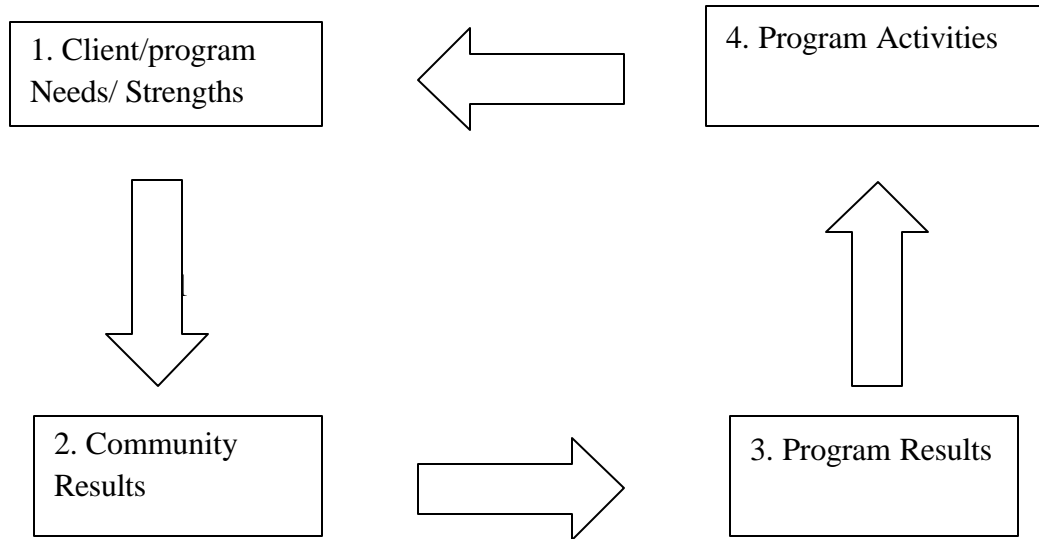 1. Client/program
Needs/ Strengths
4. Program Activities
2. Community
Results
3. Program Results